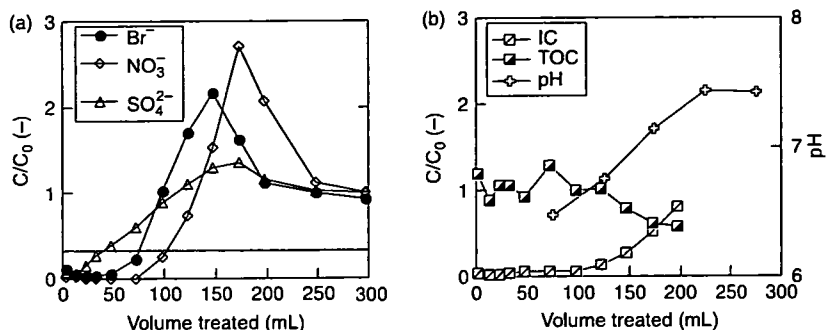 (a)
Br⁻
NO₃⁻
SO₄²⁻
C/C₀ (–)
3
2
1
0
0 50 100 150 200 250 300
Volume treated (mL)
(b)
IC
TOC
pH
C/C₀ (–)
3
2
1
0
8
7
6
pH
0 50 100 150 200 250 300
Volume treated (mL)